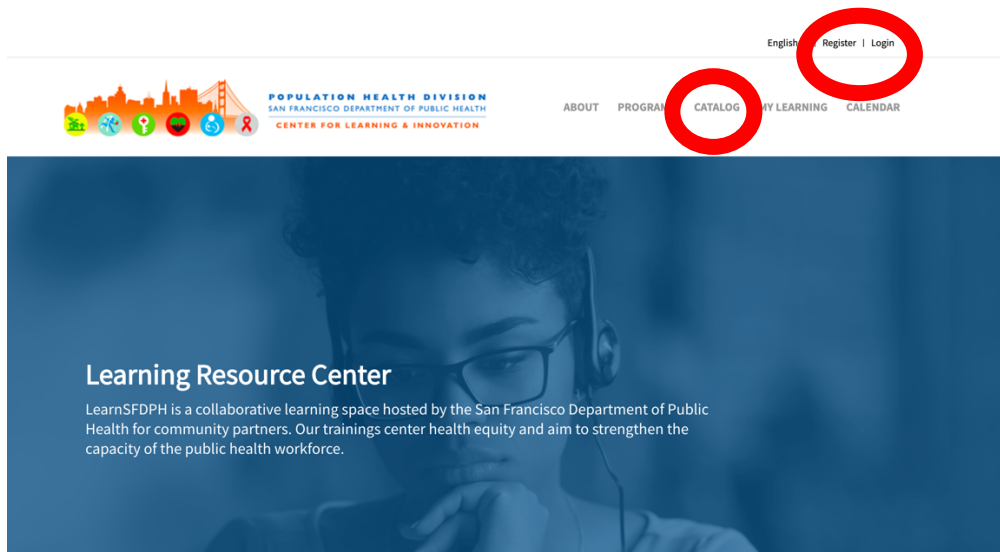 English Register | Login
POPULATION HEALTH DIVISION
SAN FRANCISCO DEPARTMENT OF PUBLIC HEALTH
CENTER FOR LEARNING & INNOVATION
ABOUT CATALOG LEARNING CALENDAR
Learning Resource Center
LearnSFDPH is a collaborative learning space hosted by the San Francisco Department of Public
Health for community partners. Our trainings center health equity and aim to strengthen the
capacity of the public health workforce.